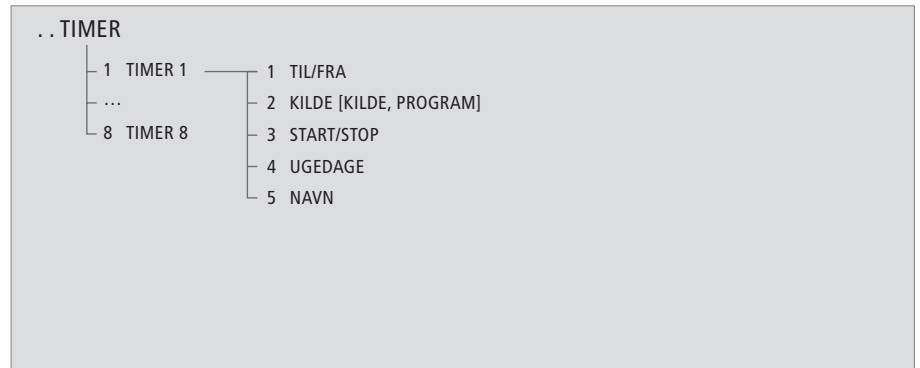 . . TIMER
1 TIMER 1
1 TIL/FRA
...
2 KILDE [KILDE, PROGRAM]
8 TIMER 8
3 START/STOP
4 UGEDAGE
5 NAVN